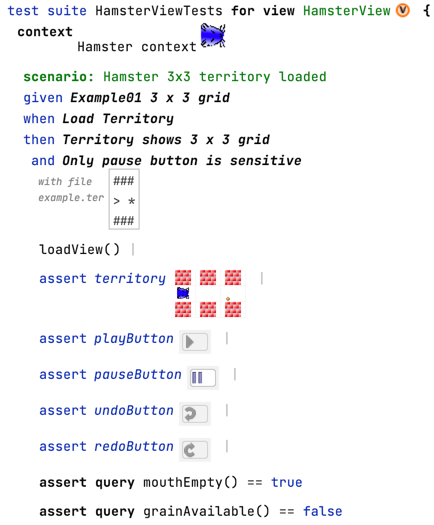 test suite HamsterViewTests for view HamsterView V {
context
Hamster context
scenario: Hamster 3x3 territory loaded
given Example01 3 x 3 grid
when Load Territory
then Territory shows 3 x 3 grid
and Only pause button is sensitive
with file
example.ter
###
> *
###
loadView()
assert territory
assert playButton
assert pauseButton
assert undoButton
assert redoButton
assert query mouthEmpty() == true
assert query grainAvailable() == false